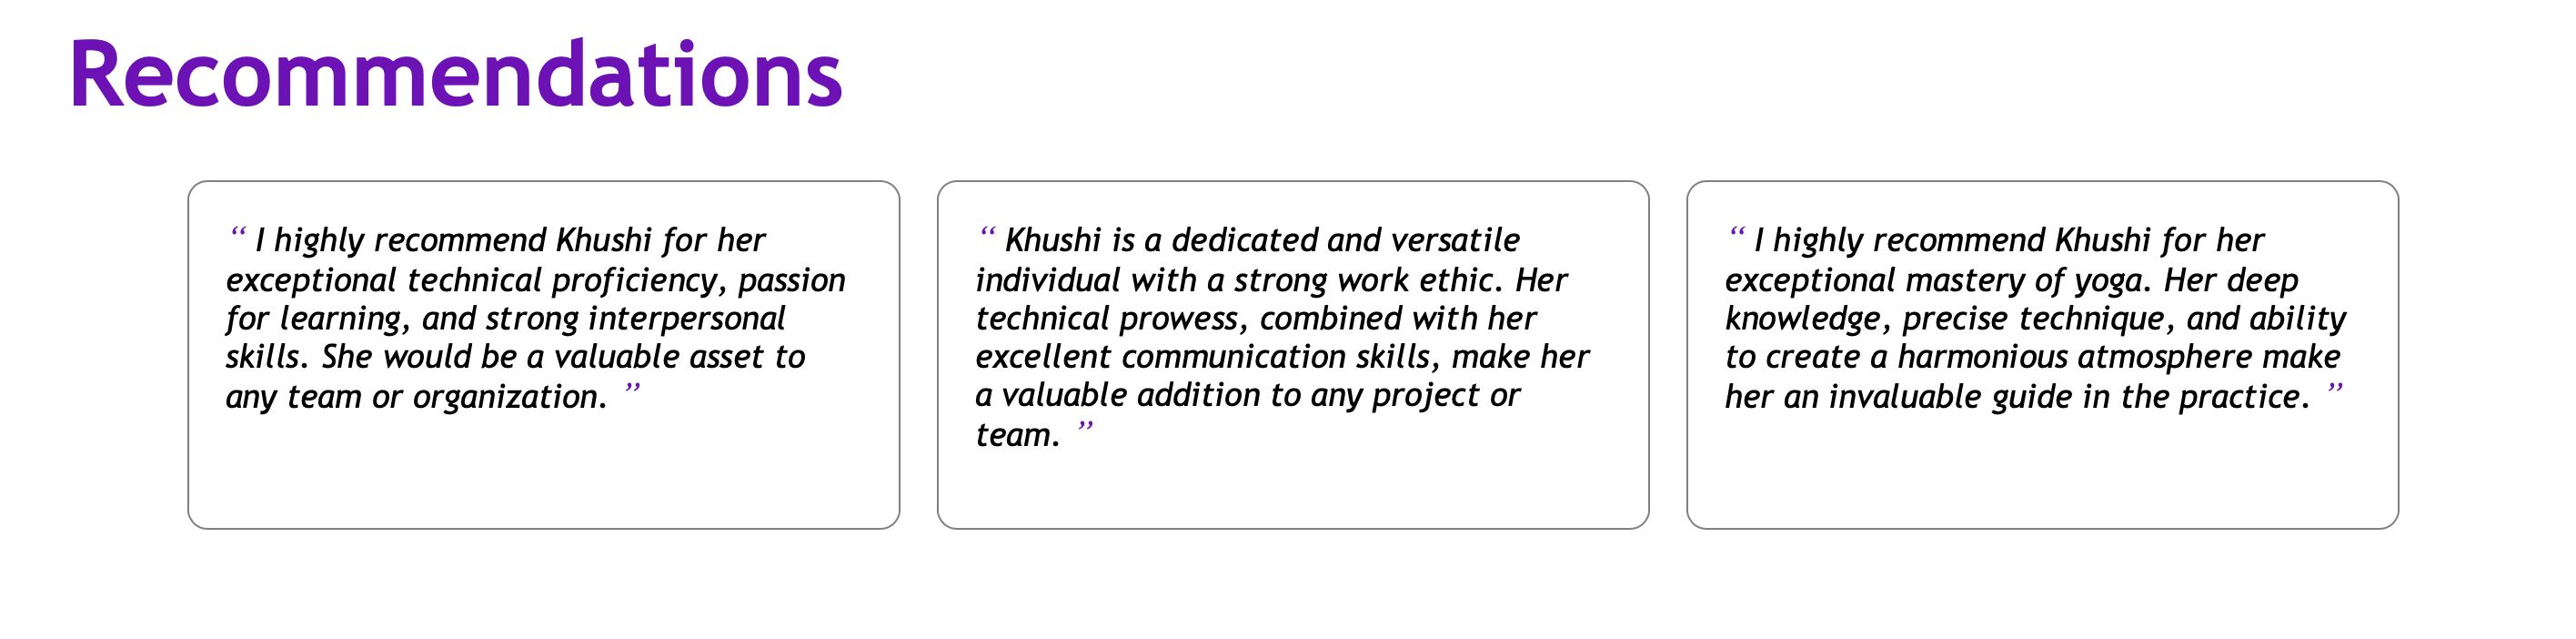 Recommendations
“ I highly recommend Khushi for her
exceptional technical proficiency, passion
for learning, and strong interpersonal
skills. She would be a valuable asset to
any team or organization. ”
“ Khushi is a dedicated and versatile
individual with a strong work ethic. Her
technical prowess, combined with her
excellent communication skills, make her
a valuable addition to any project or
team. ”
“ I highly recommend Khushi for her
exceptional mastery of yoga. Her deep
knowledge, precise technique, and ability
to create a harmonious atmosphere make
her an invaluable guide in the practice. ”